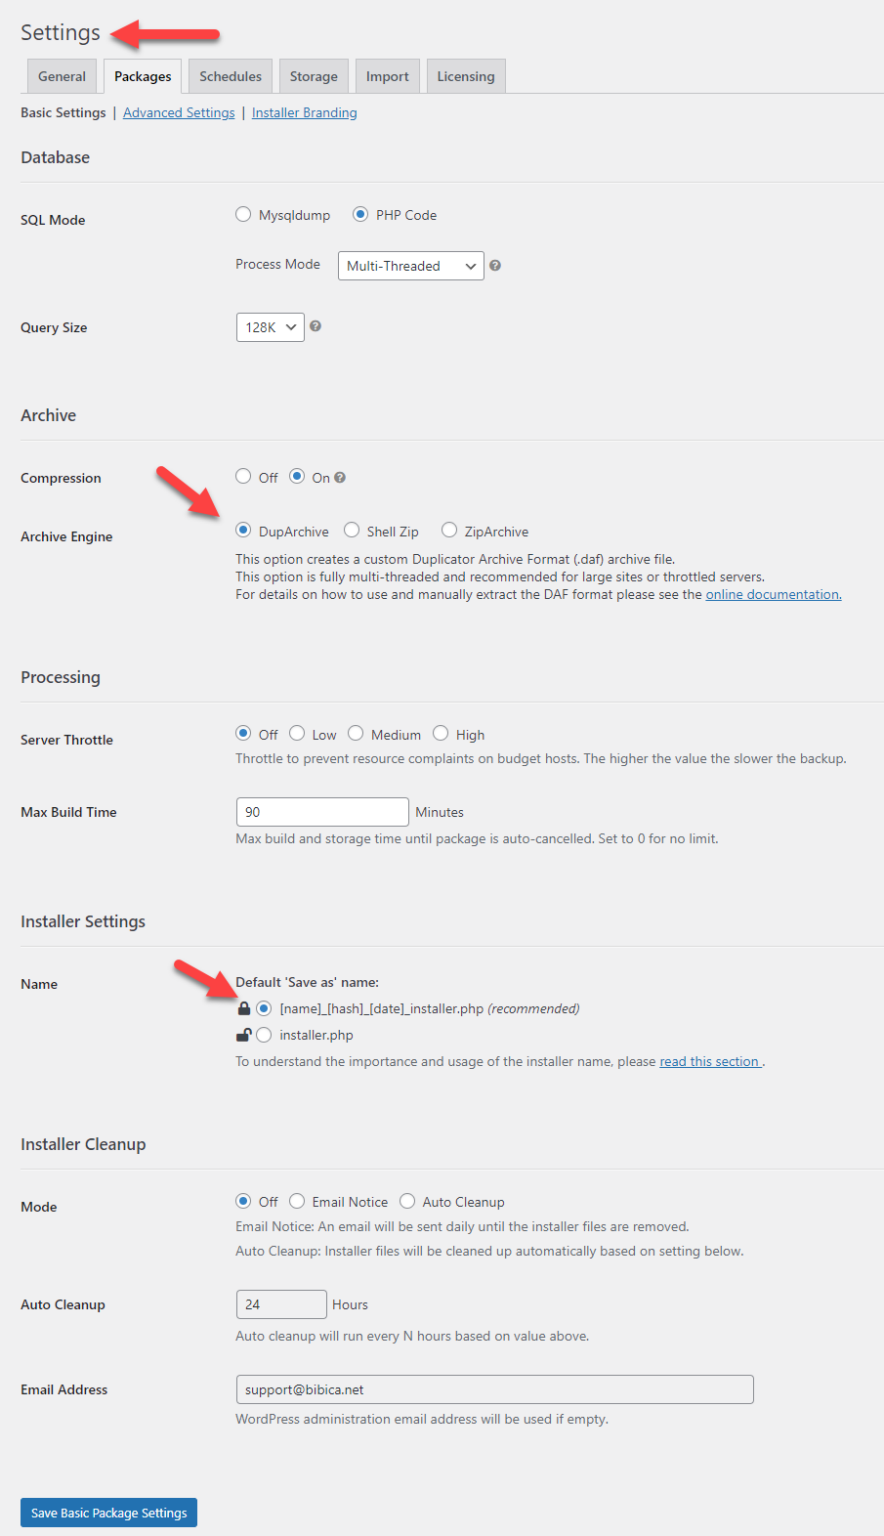 Settings
General Packages Schedules Storage Import Licensing
Basic Settings | Advanced Settings | Installer Branding
Database
SQL Mode Mysqldump PHP Code
Process Mode Multi-Threaded
Query Size 128K
Archive
Compression Off On
Archive Engine DupArchive Shell Zip ZipArchive
This option creates a custom Duplicator Archive Format (.daf) archive file.
This option is fully multi-threaded and recommended for large sites or throttled servers.
For details on how to use and manually extract the DAF format please see the online documentation.
Processing
Server Throttle Off Low Medium High
Throttle to prevent resource complaints on budget hosts. The higher the value the slower the backup.
Max Build Time 90 Minutes
Max build and storage time until package is auto-cancelled. Set to 0 for no limit.
Installer Settings
Name Default 'Save as' name:
[name]_[hash]_[date]_installer.php (recommended)
installer.php
To understand the importance and usage of the installer name, please read this section .
Installer Cleanup
Mode Off Email Notice Auto Cleanup
Email Notice: An email will be sent daily until the installer files are removed.
Auto Cleanup: Installer files will be cleaned up automatically based on setting below.
Auto Cleanup 24 Hours
Auto cleanup will run every N hours based on value above.
Email Address support@bibica.net
WordPress administration email address will be used if empty.
Save Basic Package Settings